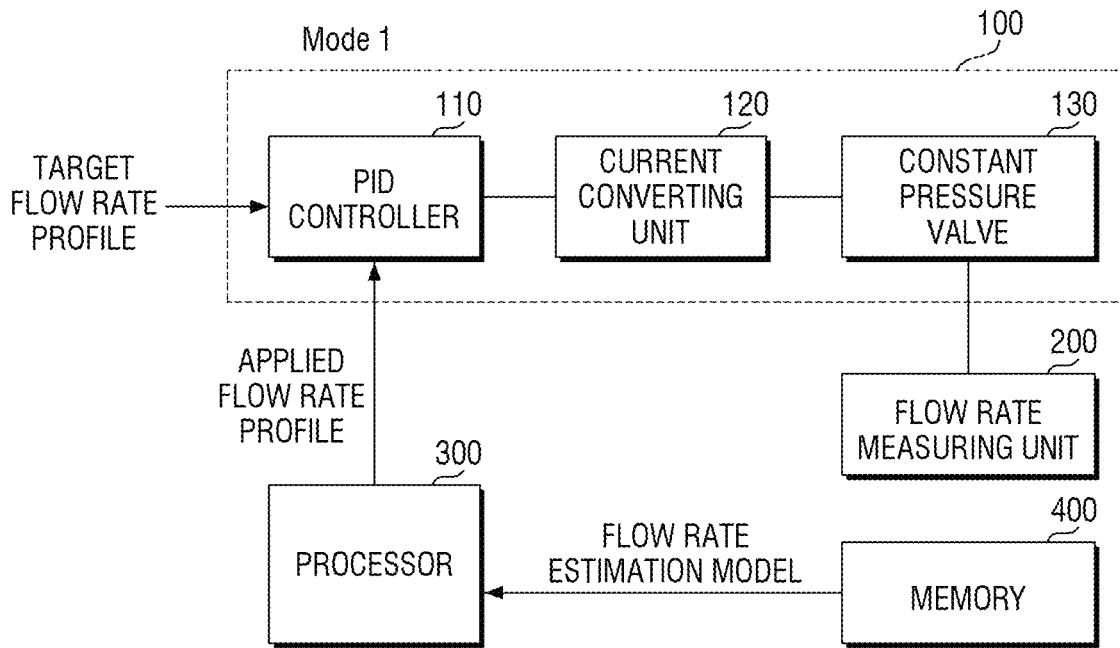 Mode 1
100
110
120
130
TARGET
FLOW RATE
PROFILE
PID
CONTROLLER
CURRENT
CONVERTING
UNIT
CONSTANT
PRESSURE
VALVE
APPLIED
FLOW RATE
PROFILE
200
FLOW RATE
MEASURING UNIT
300
PROCESSOR
FLOW RATE
ESTIMATION MODEL
400
MEMORY